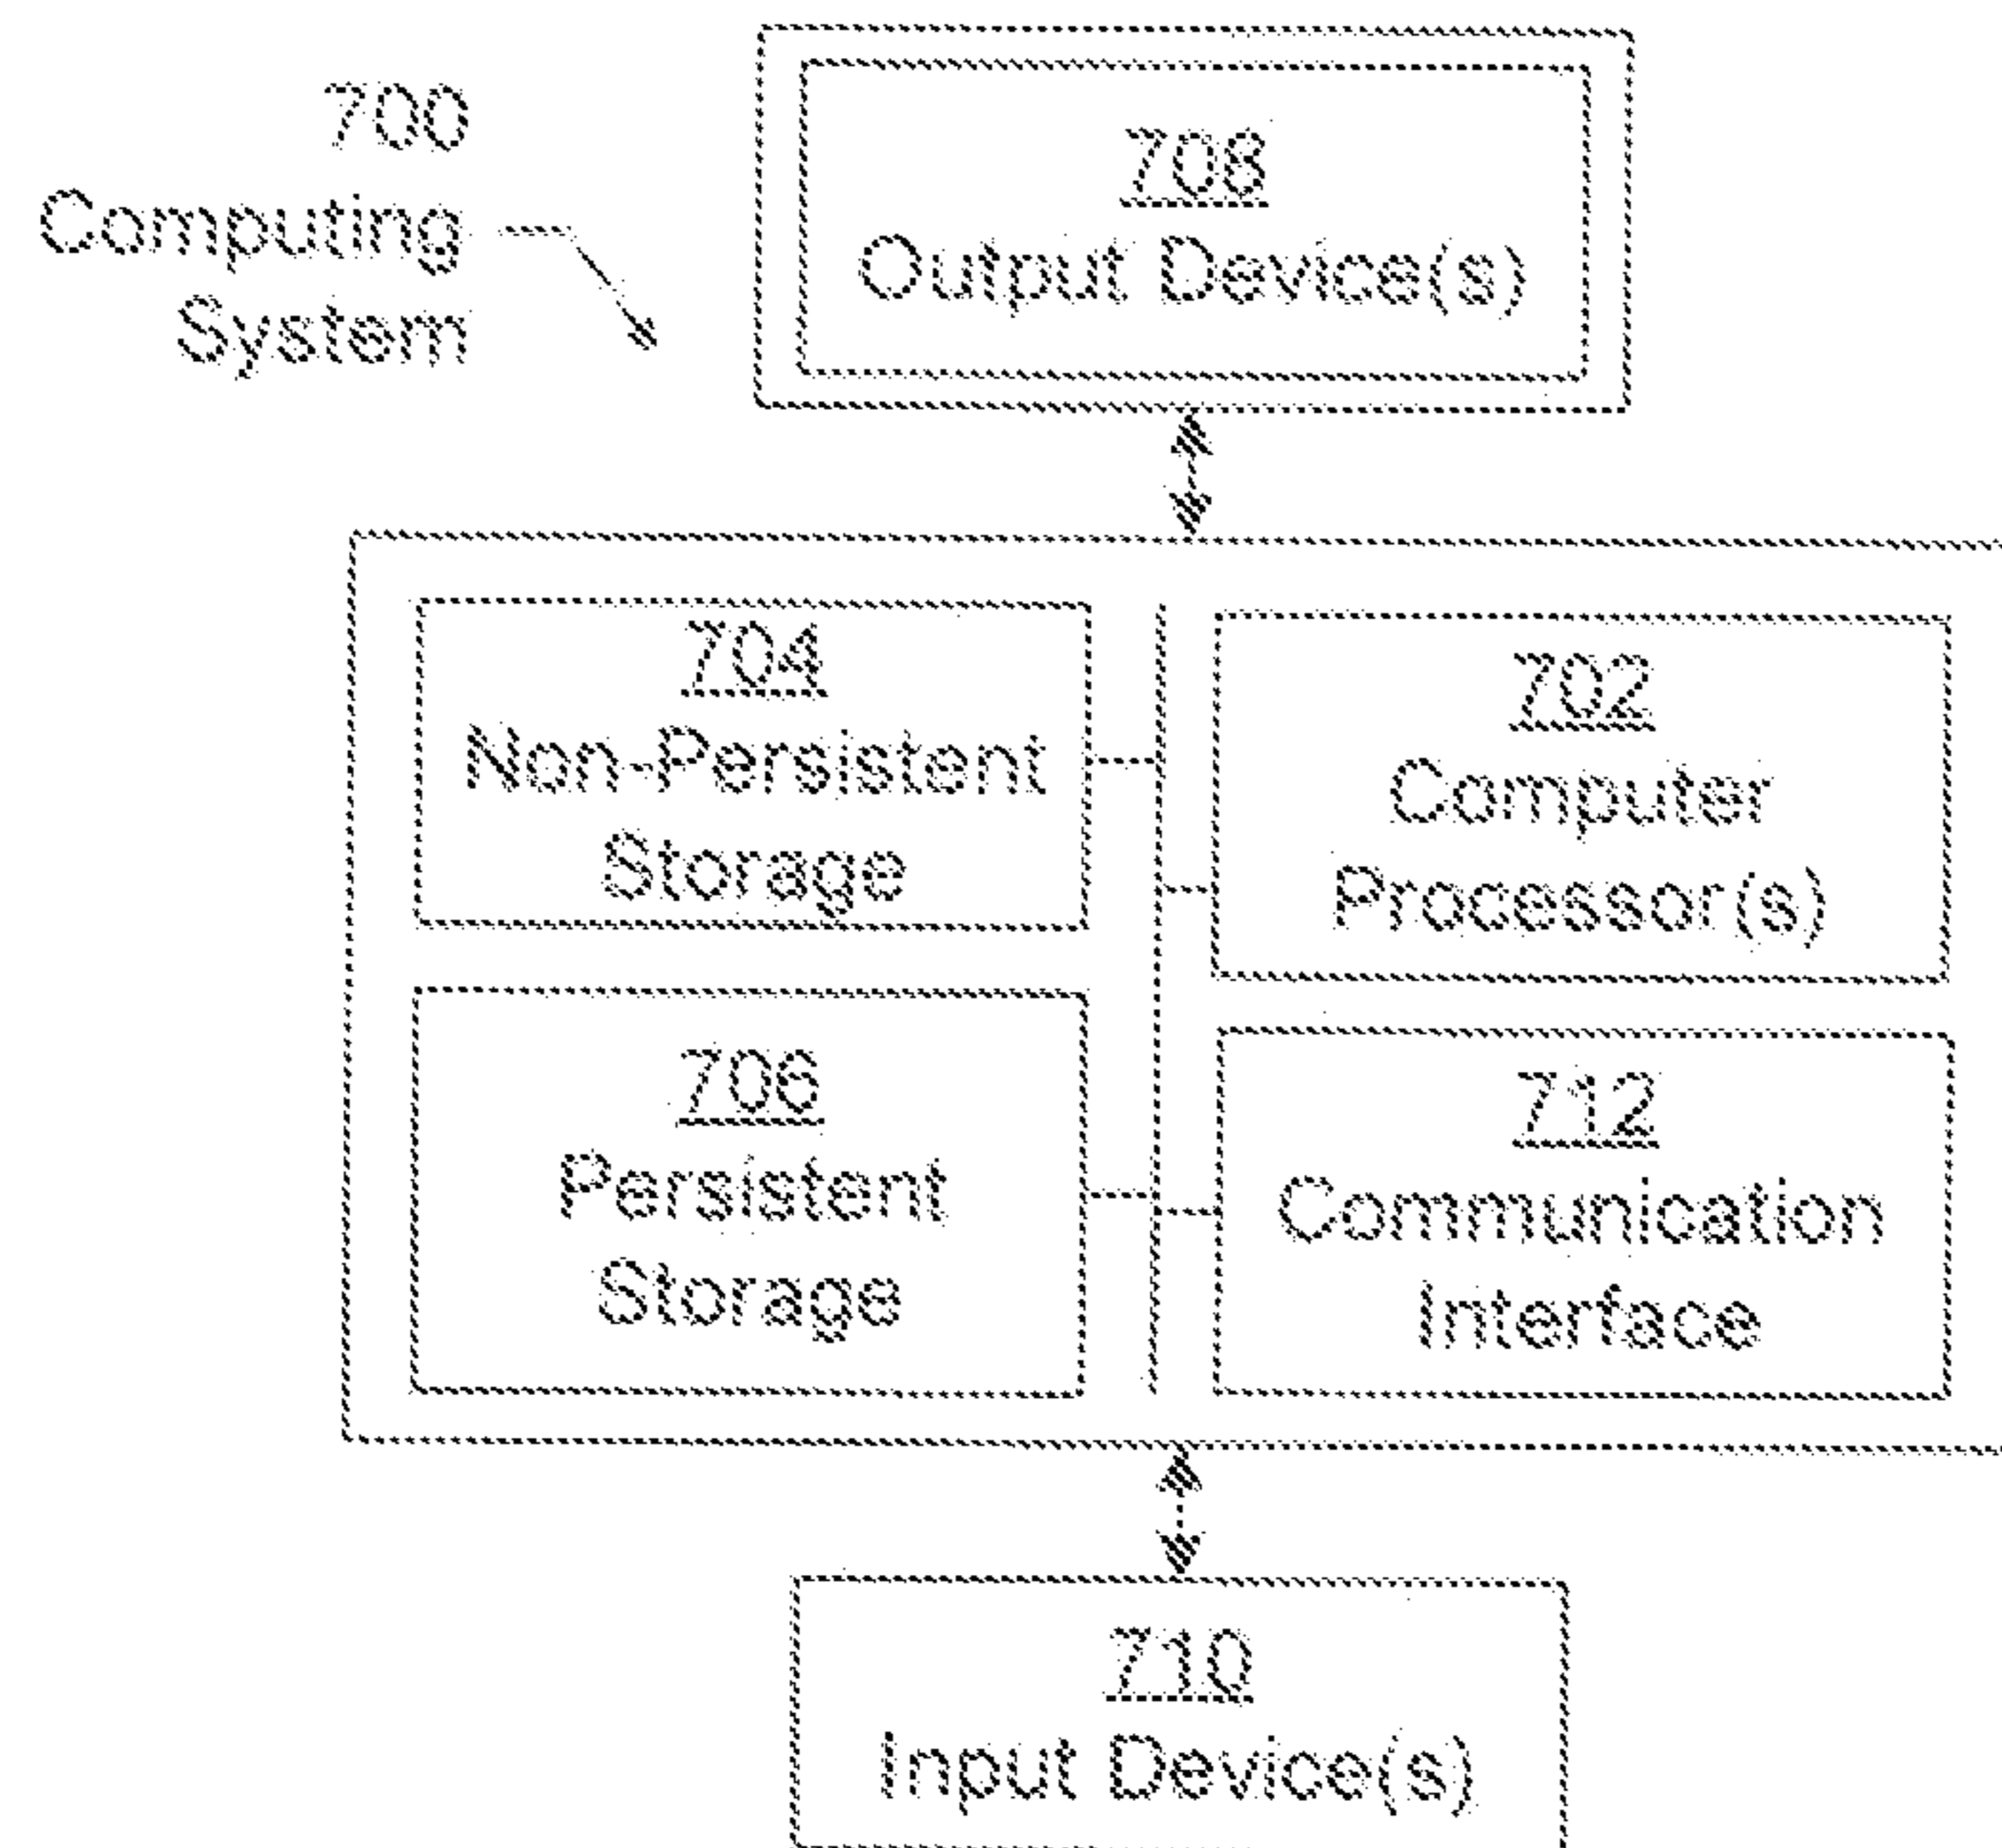 700
Computing
System
708
Output Device(s)
704
Non-Persistent
Storage
702
Computer
Processor(s)
706
Persistent
Storage
712
Communication
Interface
710
Input Device(s)